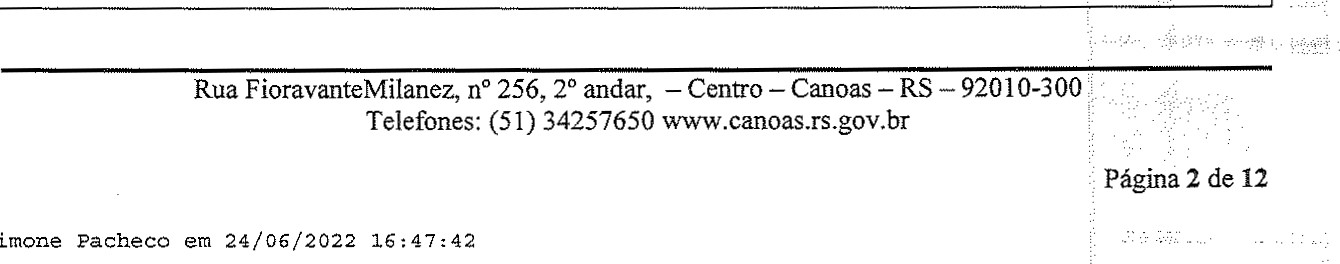 Rua FioravanteMilanez, nº 256, 2º andar, – Centro – Canoas – RS – 92010-300
Telefones: (51) 34257650 www.canoas.rs.gov.br
Página 2 de 12
imone Pacheco em 24/06/2022 16:47:42